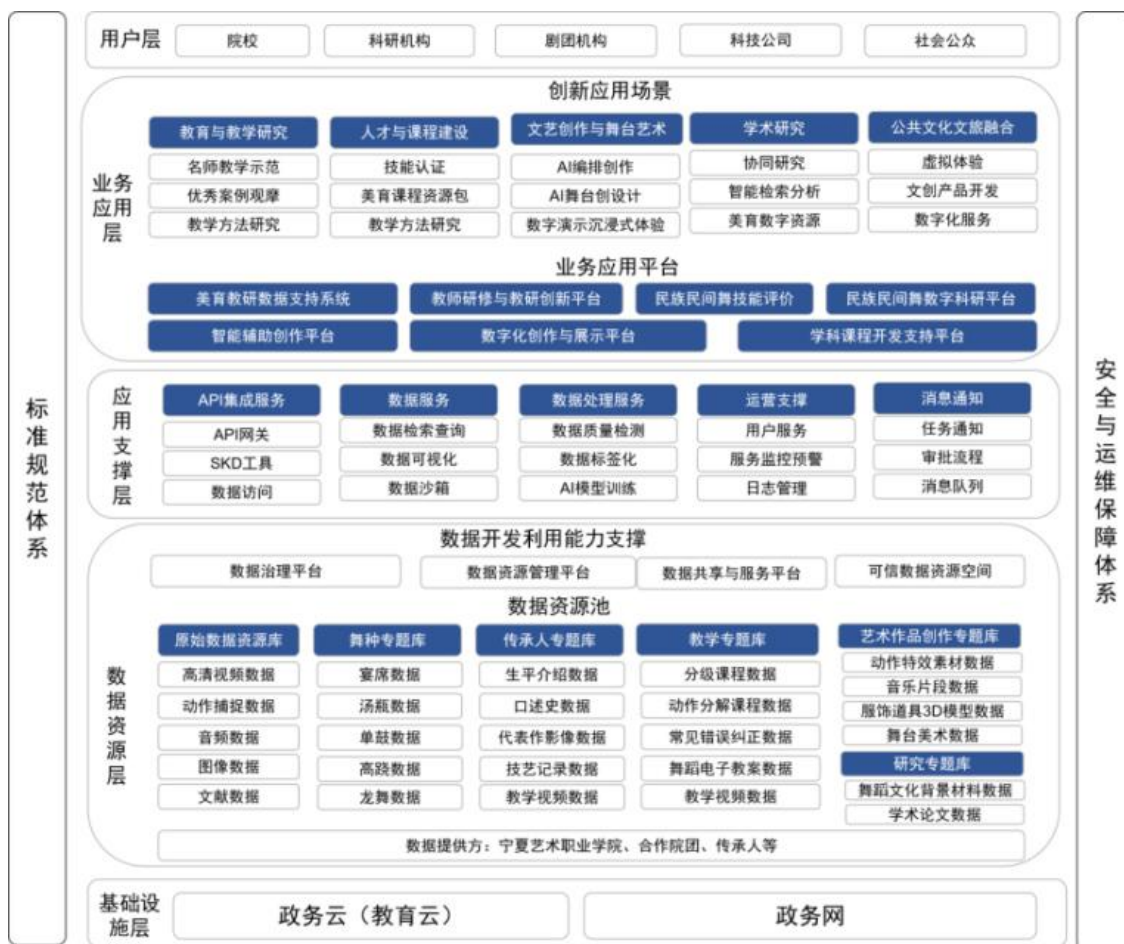 标准规范体系
用户层
院校
科研机构
剧团机构
科技公司
社会公众
业务应用层
创新应用场景
教育与教学研究
名师教学示范
优秀案例观摩
教学方法研究
人才与课程建设
技能认证
美育课程资源包
教学方法研究
文艺创作与舞台艺术
AI编排创作
AI舞台创设计
数字演示沉浸式体验
学术研究
协同研究
智能检索分析
美育数字资源
公共文化文旅融合
虚拟体验
文创产品开发
数字化服务
业务应用平台
美育教研数据支持系统
教师研修与教研创新平台
民族民间舞技能评价
民族民间舞数字科研平台
智能辅助创作平台
数字化创作与展示平台
学科课程开发支持平台
应用支撑层
API集成服务
API网关
SKD工具
数据访问
数据服务
数据检索查询
数据可视化
数据沙箱
数据处理服务
数据质量检测
数据标签化
AI模型训练
运营支撑
用户服务
服务监控预警
日志管理
消息通知
任务通知
审批流程
消息队列
数据资源层
数据开发利用能力支撑
数据治理平台
数据资源管理平台
数据共享与服务平台
可信数据资源空间
数据资源池
原始数据资源库
高清视频数据
动作捕捉数据
音频数据
图像数据
文献数据
舞种专题库
宴席数据
汤瓶数据
单鼓数据
高跷数据
龙舞数据
传承人专题库
生平介绍数据
口述史数据
代表作影像数据
技艺记录数据
教学视频数据
教学专题库
分级课程数据
动作分解课程数据
常见错误纠正数据
舞蹈电子教案数据
教学视频数据
艺术作品创作专题库
动作特效素材数据
音乐片段数据
服饰道具3D模型数据
舞台美术数据
研究专题库
舞蹈文化背景材料数据
学术论文数据
数据提供方：宁夏艺术职业学院、合作院团、传承人等
基础设施层
政务云（教育云）
政务网
安全与运维保障体系